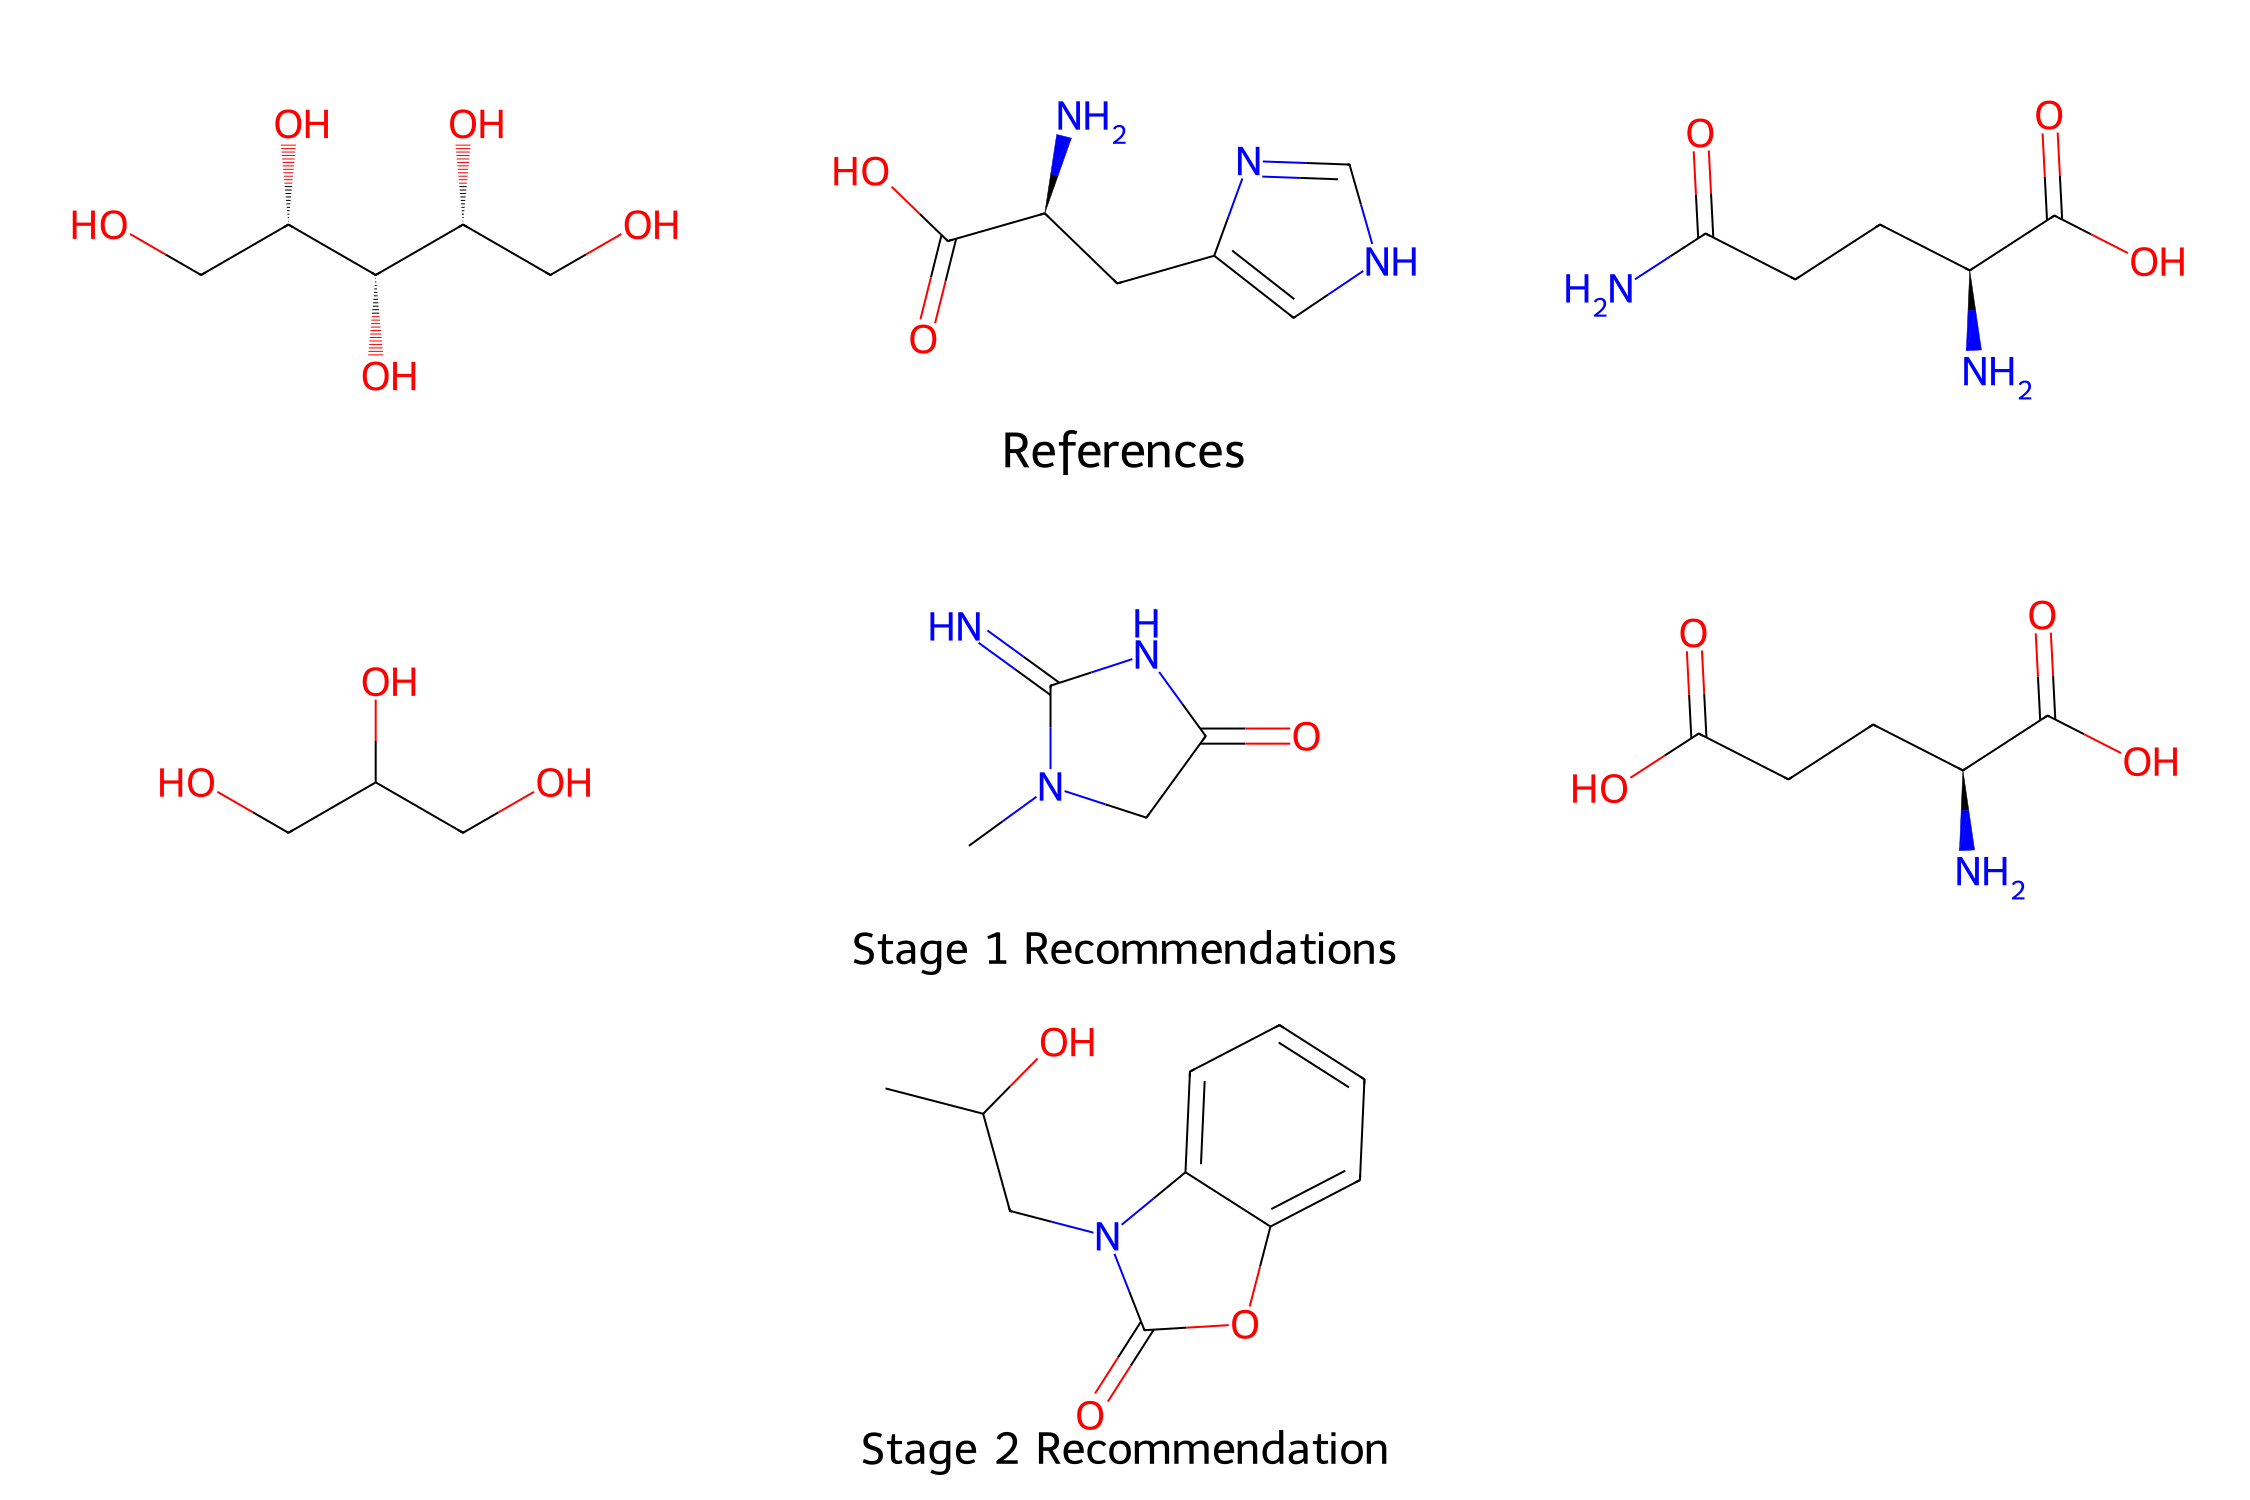 OH OH
HO OH
OH
NH2
HO N
NH
O
O O
H2N OH
NH2
References
OH
HO OH
HN H
N
O
N
O O
HO OH
NH2
Stage 1 Recommendations
OH
N
O
O
Stage 2 Recommendation